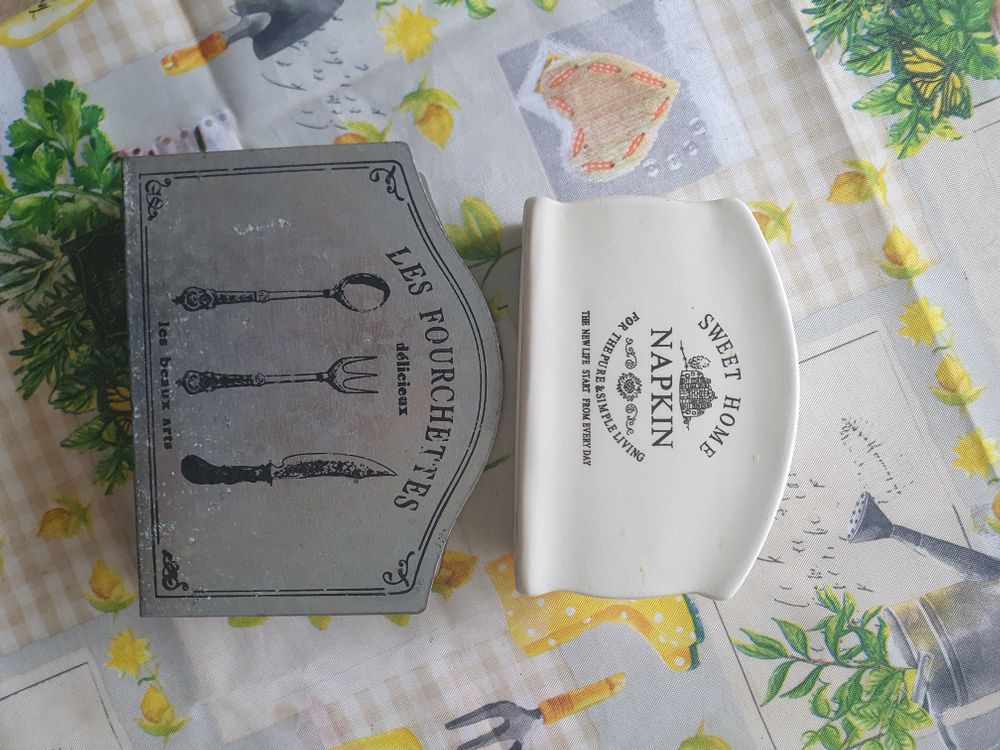 LES FOURCHETTES
délicieux
les beaux arts
SWEET HOME
NAPKIN
FOR THE PURE & SIMPLE LIVING
THE NEW LIFE START FROM EVERY DAY